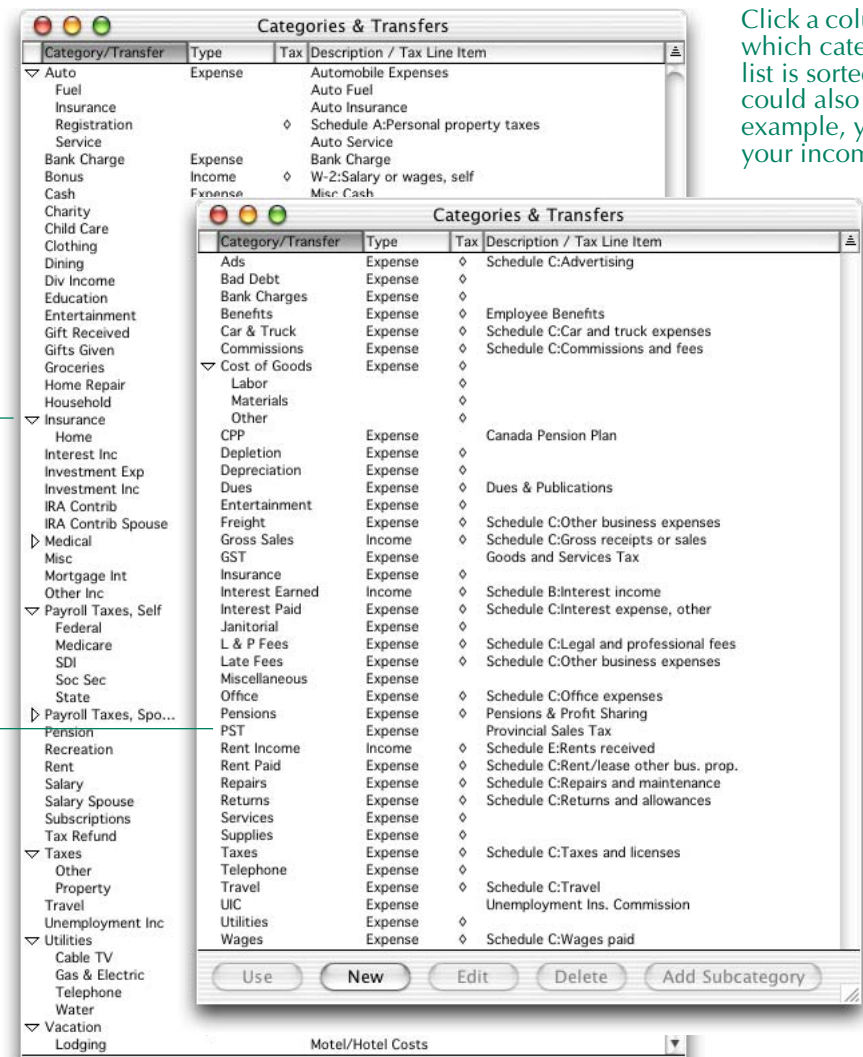 Categories & Transfers
Category/Transfer Type Tax Description / Tax Line Item
Auto Expense Automobile Expenses
Fuel Auto Fuel
Insurance Auto Insurance
Registration ◊ Schedule A:Personal property taxes
Service Auto Service
Bank Charge Expense Bank Charge
Bonus Income ◊ W-2:Salary or wages, self
Cash Expense Misc Cash
Charity
Child Care
Clothing
Dining
Div Income
Education
Entertainment
Gift Received
Gifts Given
Groceries
Home Repair
Household
Insurance
Home
Interest Inc
Investment Exp
Investment Inc
IRA Contrib
IRA Contrib Spouse
Medical
Misc
Mortgage Int
Other Inc
Payroll Taxes, Self
Federal
Medicare
SDI
Soc Sec
State
Payroll Taxes, Spo...
Pension
Recreation
Rent
Salary
Salary Spouse
Subscriptions
Tax Refund
Taxes
Other
Property
Travel
Unemployment Inc
Utilities
Cable TV
Gas & Electric
Telephone
Water
Vacation
Lodging Motel/Hotel Costs
Click a colu
which cate
list is sorte
could also
example, y
your incom
Categories & Transfers
Category/Transfer Type Tax Description / Tax Line Item
Ads Expense ◊ Schedule C:Advertising
Bad Debt Expense ◊
Bank Charges Expense ◊
Benefits Expense ◊ Employee Benefits
Car & Truck Expense ◊ Schedule C:Car and truck expenses
Commissions Expense ◊ Schedule C:Commissions and fees
Cost of Goods Expense ◊
Labor ◊
Materials ◊
Other ◊
CPP Expense Canada Pension Plan
Depletion Expense ◊
Depreciation Expense ◊
Dues Expense ◊ Dues & Publications
Entertainment Expense ◊
Freight Expense ◊ Schedule C:Other business expenses
Gross Sales Income ◊ Schedule C:Gross receipts or sales
GST Expense Goods and Services Tax
Insurance Expense ◊
Interest Earned Income ◊ Schedule B:Interest income
Interest Paid Expense ◊ Schedule C:Interest expense, other
Janitorial Expense ◊
L & P Fees Expense ◊ Schedule C:Legal and professional fees
Late Fees Expense ◊ Schedule C:Other business expenses
Miscellaneous Expense
Office Expense ◊ Schedule C:Office expenses
Pensions Expense ◊ Pensions & Profit Sharing
PST Expense Provincial Sales Tax
Rent Income Income ◊ Schedule E:Rents received
Rent Paid Expense ◊ Schedule C:Rent/lease other bus. prop.
Repairs Expense ◊ Schedule C:Repairs and maintenance
Returns Expense ◊ Schedule C:Returns and allowances
Services Expense ◊
Supplies Expense ◊
Taxes Expense ◊ Schedule C:Taxes and licenses
Telephone Expense ◊
Travel Expense ◊ Schedule C:Travel
UIC Expense Unemployment Ins. Commission
Utilities Expense ◊
Wages Expense ◊ Schedule C:Wages paid
Use New Edit Delete Add Subcategory